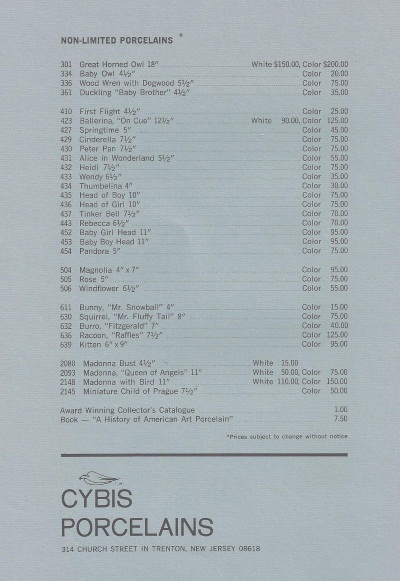 NON-LIMITED PORCELAINS *
301 Great Horned Owl 18" White $150.00, Color $200.00
334 Baby Owl 4½" Color 20.00
336 Wood Wren with Dogwood 5½" Color 75.00
361 Duckling "Baby Brother" 4½" Color 35.00
410 First Flight 4½" Color 25.00
423 Ballerina, "On Cue" 12½" White 90.00, Color 125.00
427 Springtime 5" Color 45.00
429 Cinderella 7½" Color 75.00
430 Peter Pan 7½" Color 75.00
431 Alice in Wonderland 5½" Color 55.00
432 Heidi 7½" Color 75.00
433 Wendy 6½" Color 35.00
434 Thumbelina 4" Color 30.00
435 Head of Boy 10" Color 75.00
436 Head of Girl 10" Color 75.00
437 Tinker Bell 7½" Color 70.00
443 Rebecca 6½" Color 70.00
452 Baby Girl Head 11" Color 95.00
453 Baby Boy Head 11" Color 95.00
454 Pandora 5" Color 75.00
504 Magnolia 4" x 7" Color 95.00
505 Rose 5" Color 75.00
506 Windflower 6½" Color 55.00
611 Bunny, "Mr. Snowball" 4" Color 15.00
630 Squirrel, "Mr. Fluffy Tail" 8" Color 75.00
632 Burro, "Fitzgerald" 7" Color 40.00
636 Racoon, "Raffles" 7½" Color 125.00
639 Kitten 6" x 9" Color 95.00
2080 Madonna Bust 4½" White 15.00
2093 Madonna, "Queen of Angels" 11" White 50.00, Color 75.00
2148 Madonna with Bird 11" White 110.00, Color 150.00
2145 Miniature Child of Prague 7½" Color 50.00
Award Winning Collector's Catalogue 1.00
Book — "A History of American Art Porcelain" 7.50
*Prices subject to change without notice
CYBIS
PORCELAINS
314 CHURCH STREET IN TRENTON, NEW JERSEY 08618